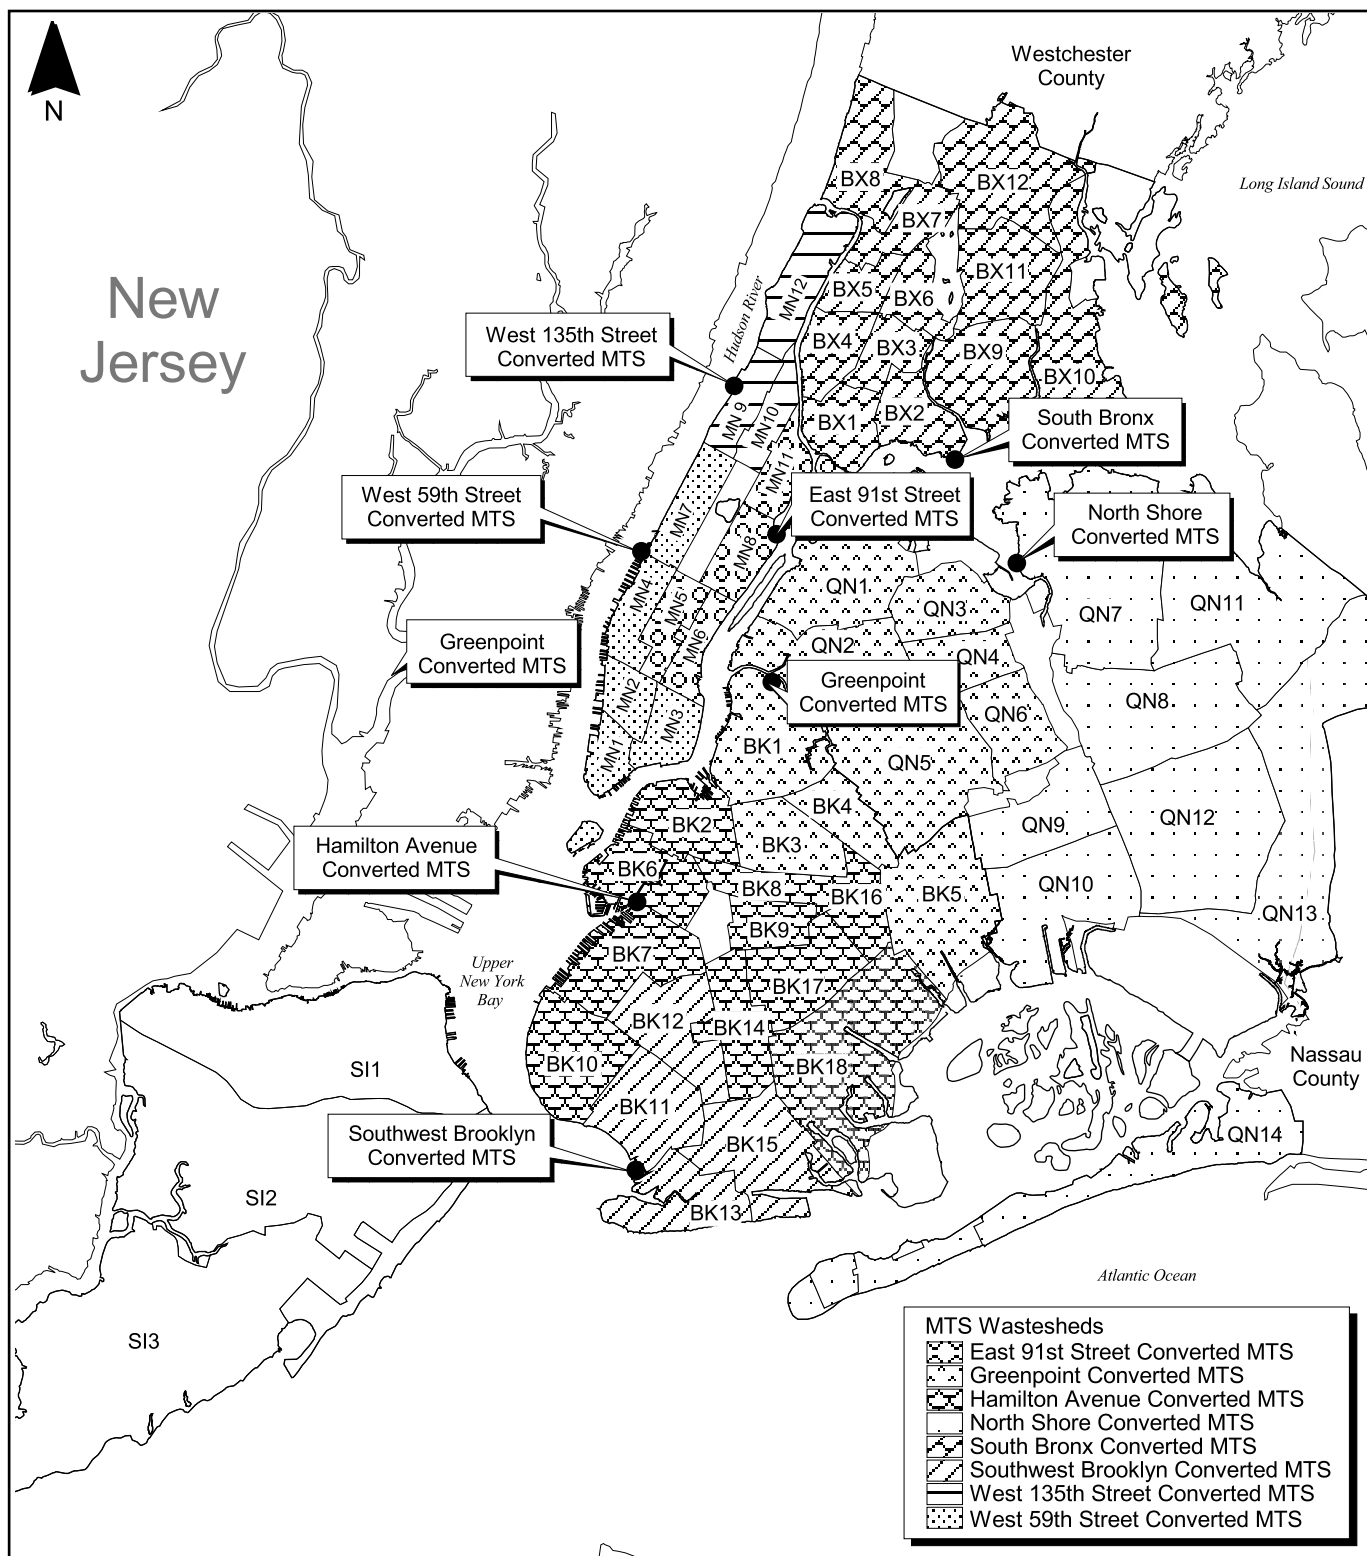 Westchester
County
N
Long Island Sound
BX8
BX12
BX7
New
Jersey
BX11
BX5
BX6
MN12
Hudson River
West 135th Street
Converted MTS
BX4
BX3
BX9
BX10
MN 9
MN10
BX1
BX2
South Bronx
Converted MTS
MN11
West 59th Street
Converted MTS
East 91st Street
Converted MTS
North Shore
Converted MTS
MN7
MN8
MN4
MN5
QN1
QN3
QN7
QN11
Greenpoint
Converted MTS
MN6
QN2
QN4
Greenpoint
Converted MTS
MN2
MN3
QN6
QN8
MN1
BK1
QN5
BK4
BK2
QN9
QN12
Hamilton Avenue
Converted MTS
BK3
BK6
BK8
BK16
BK5
QN10
BK9
QN13
BK7
Upper
New York
Bay
BK17
BK12
BK14
BK10
BK18
Nassau
County
SI1
BK11
Southwest Brooklyn
Converted MTS
BK15
QN14
SI2
BK13
Atlantic Ocean
SI3
MTS Wastesheds
East 91st Street Converted MTS
Greenpoint Converted MTS
Hamilton Avenue Converted MTS
North Shore Converted MTS
South Bronx Converted MTS
Southwest Brooklyn Converted MTS
West 135th Street Converted MTS
West 59th Street Converted MTS